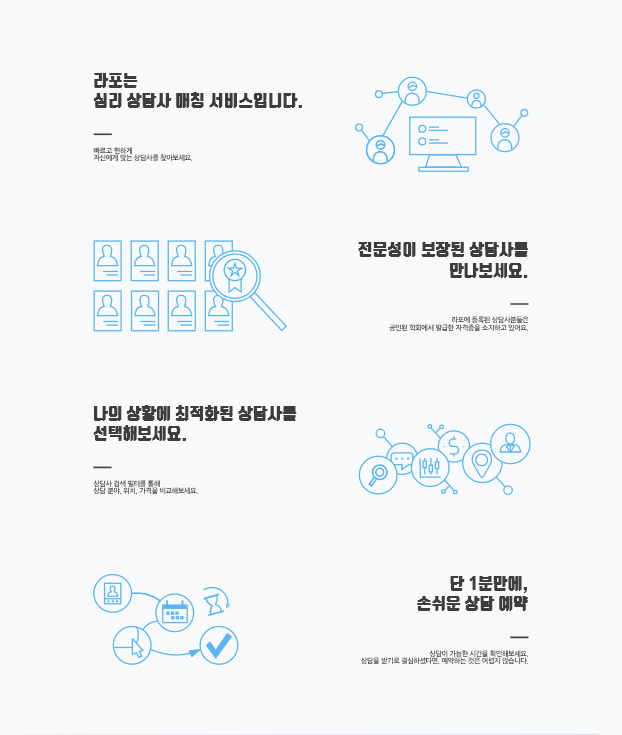 라포는
심리 상담사 매칭 서비스입니다.
빠르고 편하게
자신에게 맞는 상담사를 찾아보세요.
전문성이 보장된 상담사를
만나보세요.
라포에 등록된 상담사분들은
공인된 학회에서 발급한 자격증을 소지하고 있어요.
나의 상황에 최적화된 상담사를
선택해보세요.
상담사 검색 필터를 통해
상담 분야, 위치, 가격을 비교해보세요.
단 1분만에,
손쉬운 상담 예약
상담이 가능한 시간을 확인해보세요.
상담을 받기로 결심하셨다면, 예약하는 것은 어렵지 않습니다.